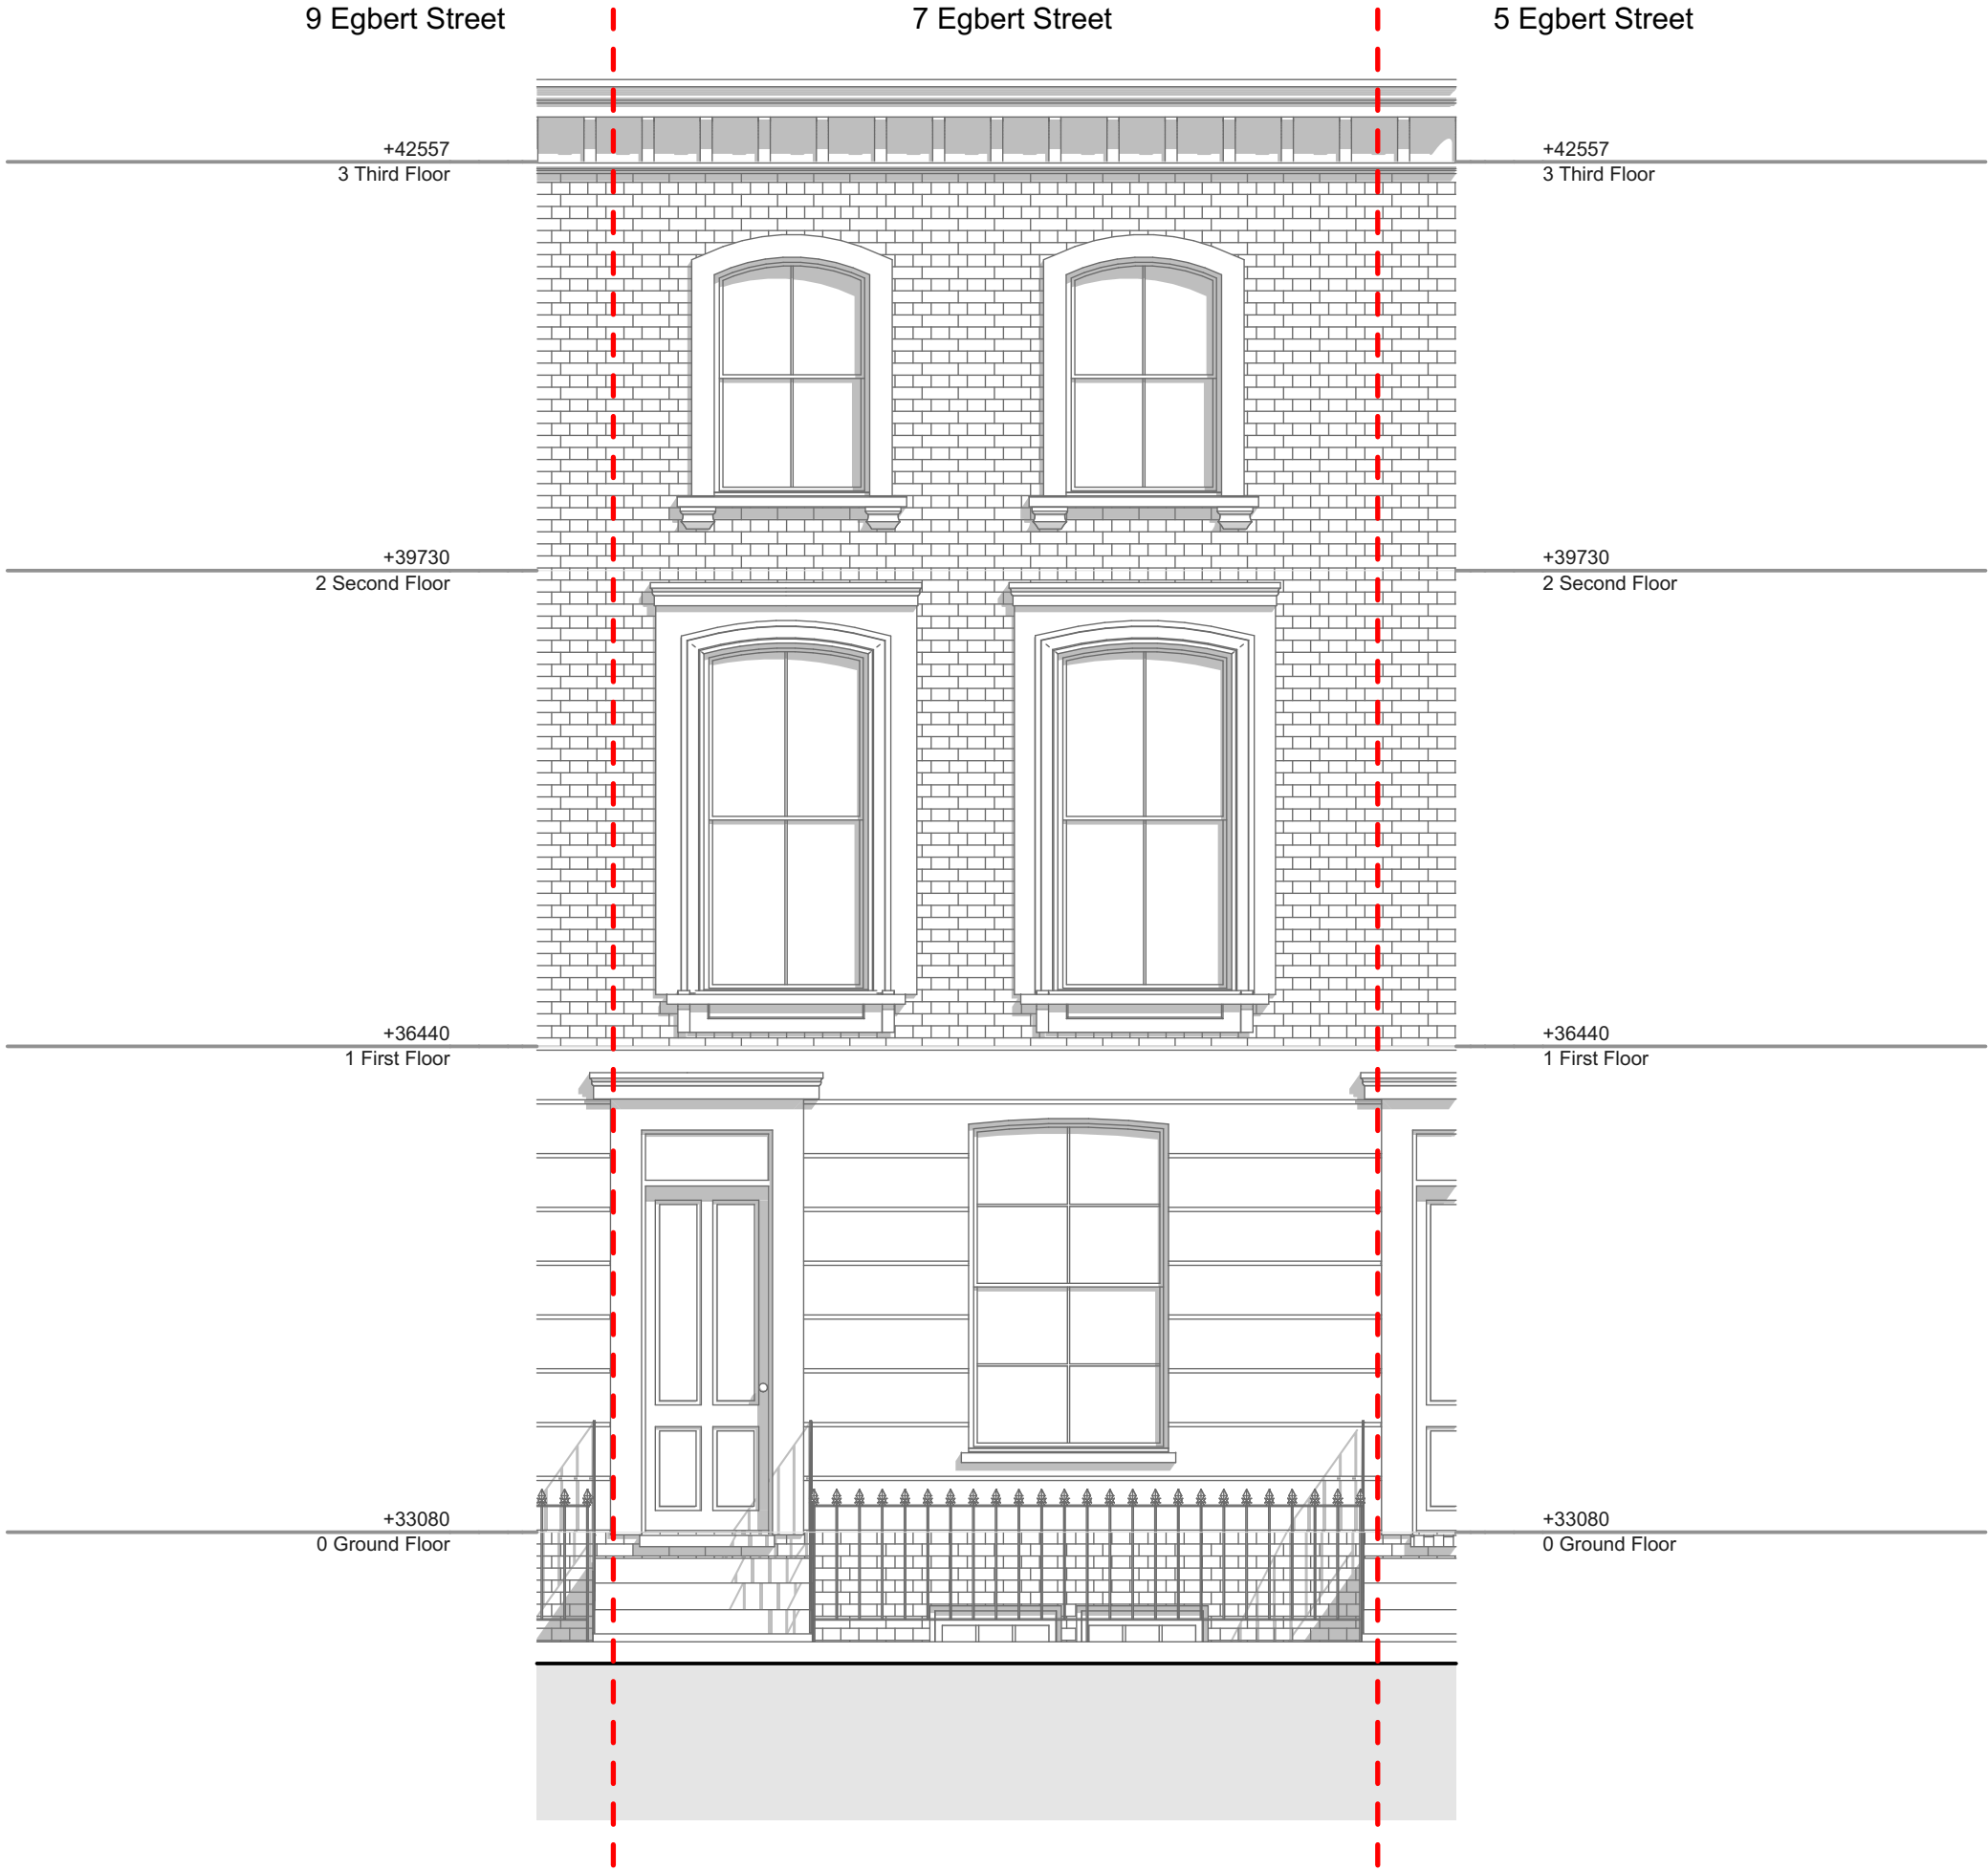 9 Egbert Street
7 Egbert Street
5 Egbert Street
+42557
3 Third Floor
+42557
3 Third Floor
+39730
2 Second Floor
+39730
2 Second Floor
+36440
1 First Floor
+36440
1 First Floor
+33080
0 Ground Floor
+33080
0 Ground Floor